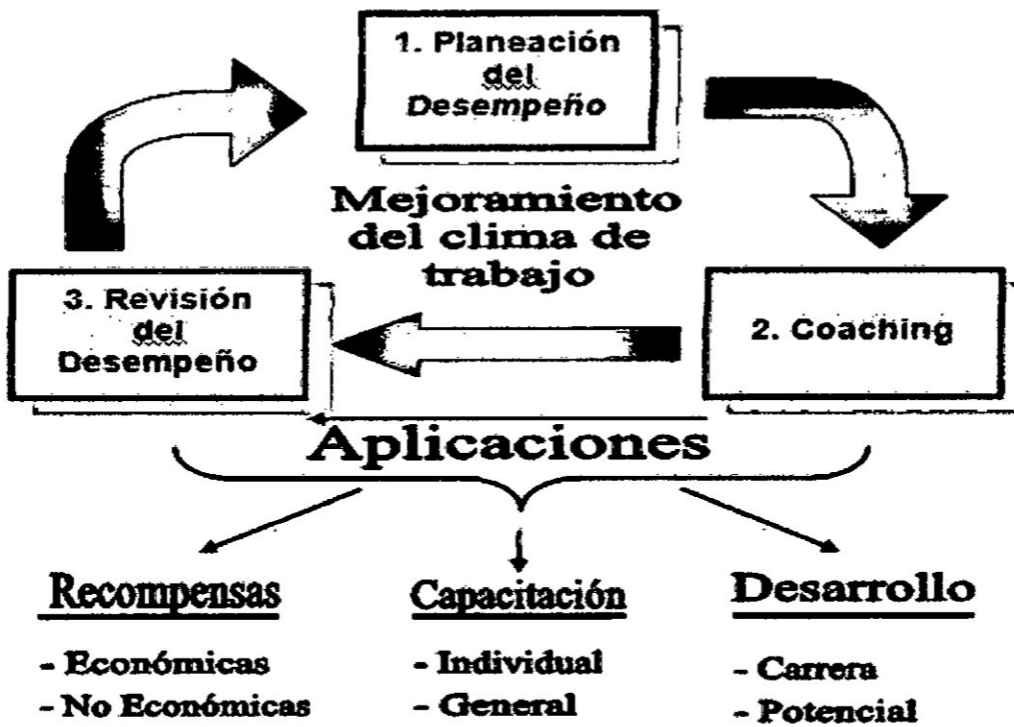 1. Planeación
del
Desempeño
Mejoramiento
del clima de
trabajo
3. Revisión
del
Desempeño
2. Coaching
Aplicaciones
Recompensas
- Económicas
- No Económicas
Capacitación
- Individual
- General
Desarrollo
- Carrera
- Potencial